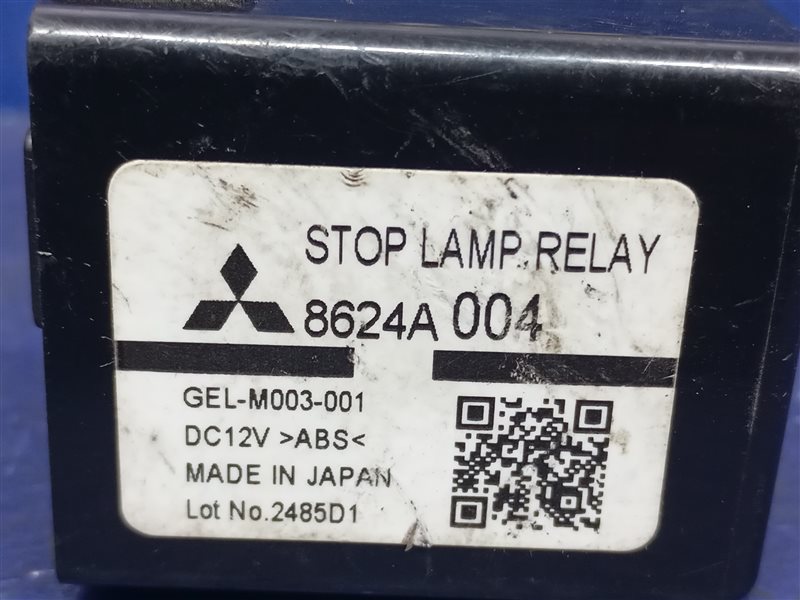 STOP LAMP RELAY
8624A 004
GEL-M003-001
DC12V >ABS<
MADE IN JAPAN
Lot No.2485D1